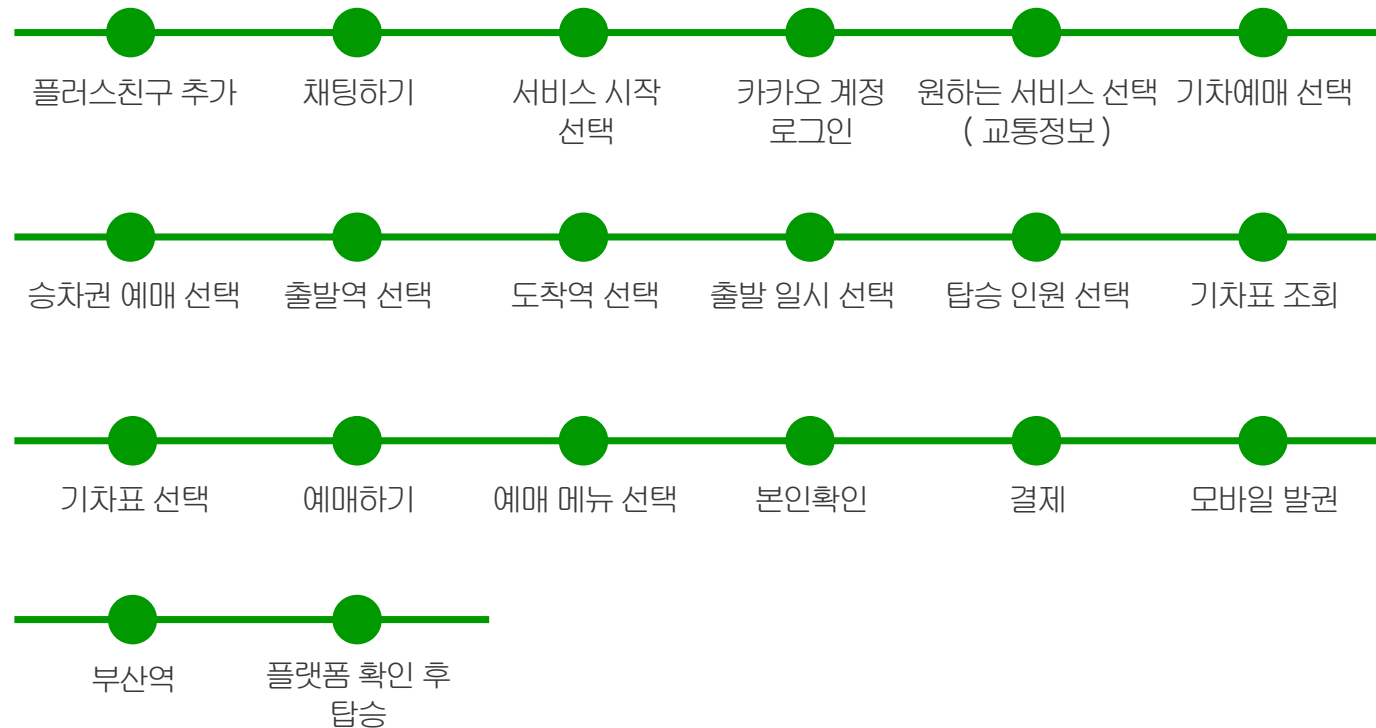 플러스친구 추가
채팅하기
서비스 시작
선택
카카오 계정
로그인
원하는 서비스 선택
( 교통정보 )
기차예매 선택
승차권 예매 선택
출발역 선택
도착역 선택
출발 일시 선택
탑승 인원 선택
기차표 조회
기차표 선택
예매하기
예매 메뉴 선택
본인확인
결제
모바일 발권
부산역
플랫폼 확인 후
탑승